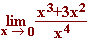 lim x → 0 x³+3x² / x⁴